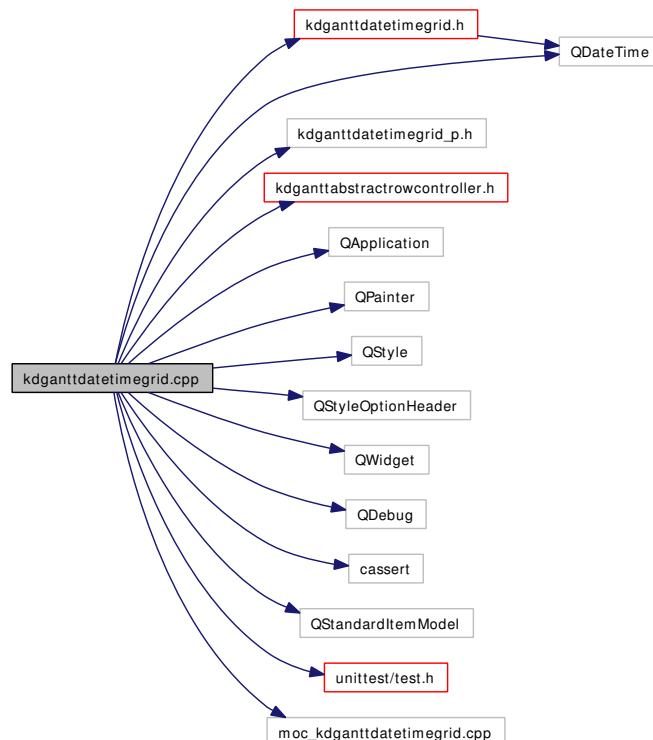 kdganttdatetimegrid.h
QDateTime
kdganttdatetimegrid_p.h
kdganttabstractrowcontroller.h
QApplication
QPainter
QStyle
kdganttdatetimegrid.cpp
QStyleOptionHeader
QWidget
QDebug
cassert
QStandardItemModel
unittest/test.h
moc_kdganttdatetimegrid.cpp